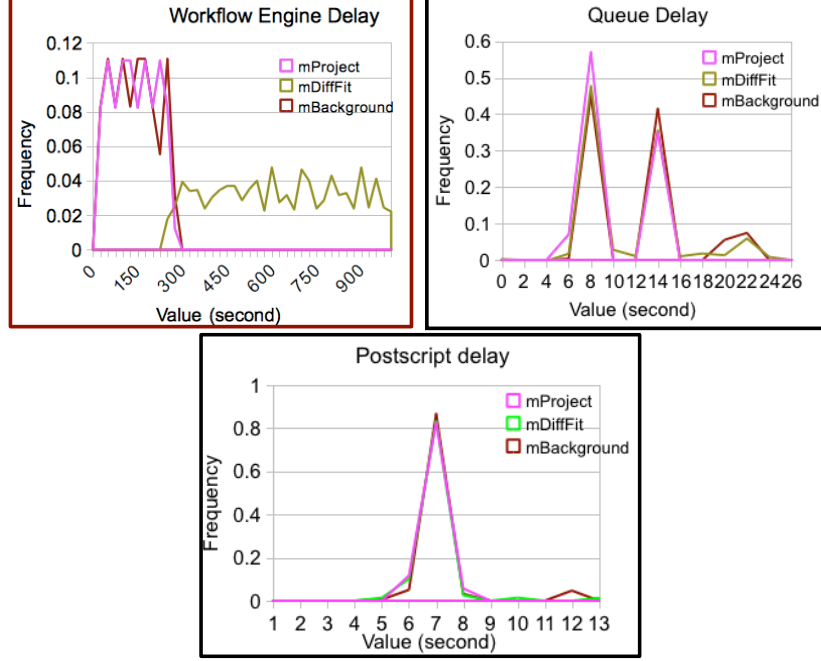 Workflow Engine Delay
0.12
0.1
0.08
0.06
0.04
0.02
0
Frequency
mProject
mDiffFit
mBackground
0 150 300 450 600 750 900
Value (second)
Queue Delay
0.6
0.5
0.4
0.3
0.2
0.1
0
Frequency
mProject
mDiffFit
mBackground
0 2 4 6 8 10 12 14 16 18 20 22 24 26
Value (second)
Postscript delay
1
0.8
0.6
0.4
0.2
0
Frequency
mProject
mDiffFit
mBackground
1 2 3 4 5 6 7 8 9 10 11 12 13
Value (second)